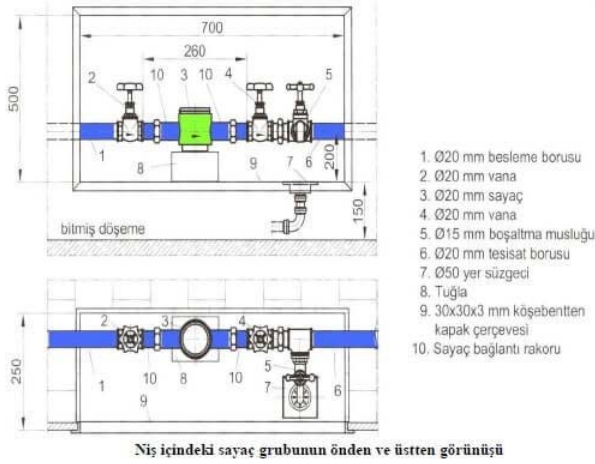 700
260
2
10
3
10
4
5
500
1
8
9
7
6
200
150
bitmiş döşeme
1. Ø20 mm besleme borusu
2. Ø20 mm vana
3. Ø20 mm sayaç
4. Ø20 mm vana
5. Ø15 mm boşaltma musluğu
6. Ø20 mm tesisat borusu
7. Ø50 yer süzgeci
8. Tuğla
9. 30x30x3 mm köşebentten
kapak çerçevesi
10. Sayaç bağlantı rakoru
2
3
4
250
1
10
8
10
5
6
7
9
Niş içindeki sayaç grubunun önden ve üstten görünüşü